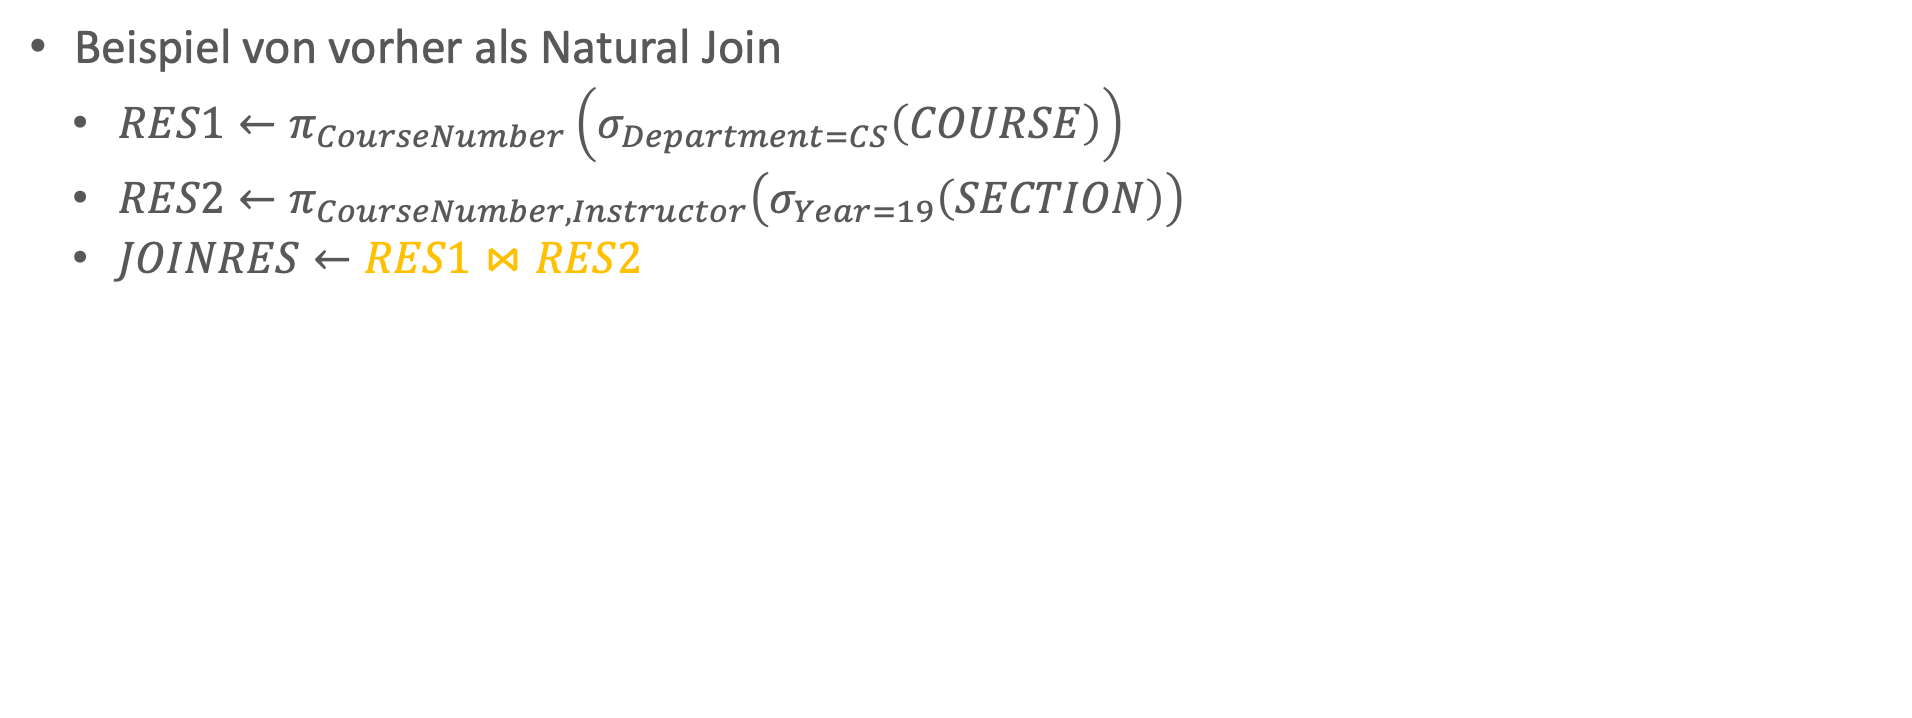 • Beispiel von vorher als Natural Join
• RES1 ← π_CourseNumber (σ_Department=CS(COURSE))
• RES2 ← π_CourseNumber,Instructor(σ_Year=19(SECTION))
• JOINRES ← RES1 ⋈ RES2